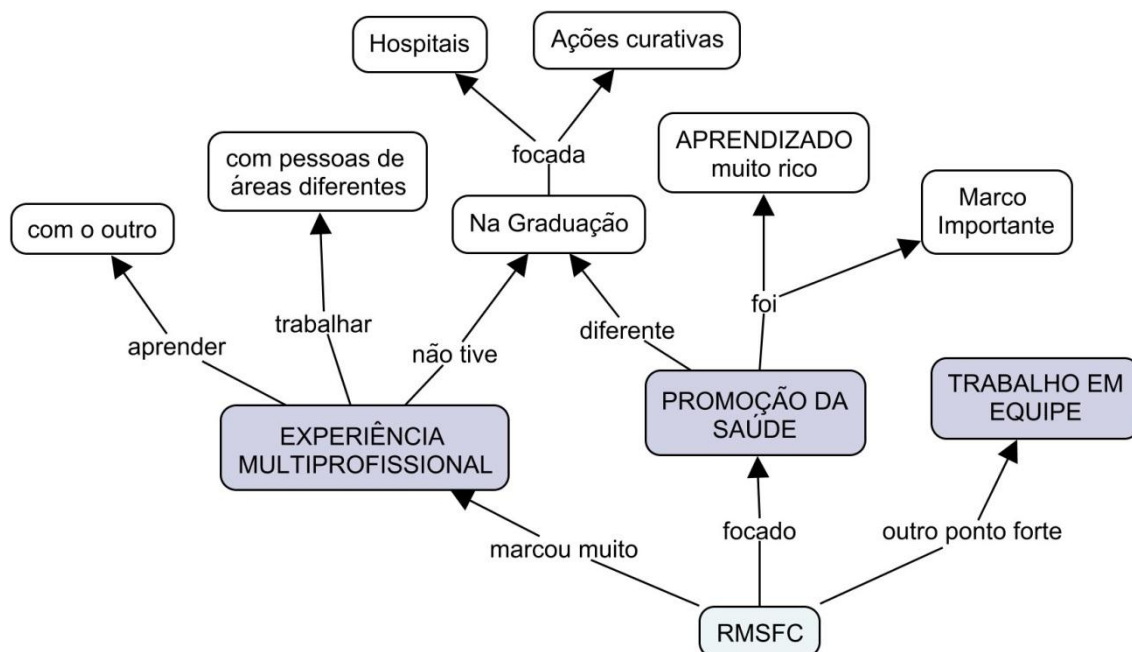 Hospitais
Ações curativas
focada
APRENDIZADO
muito rico
com pessoas de
áreas diferentes
Na Graduação
Marco
Importante
com o outro
foi
trabalhar
diferente
aprender
não tive
PROMOÇÃO DA
SAÚDE
TRABALHO EM
EQUIPE
EXPERIÊNCIA
MULTIPROFISSIONAL
marcou muito
focado
outro ponto forte
RMSFC